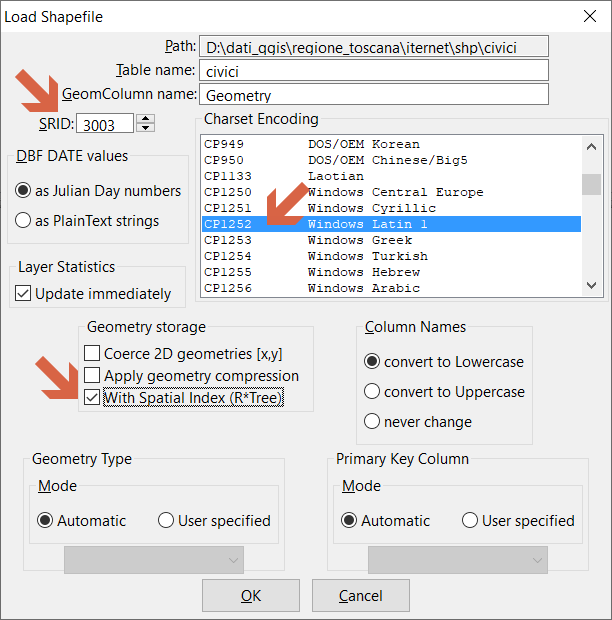 Load Shapefile
Path: D:\dati_qgis\regione_toscana\iternet\shp\civici
Table name: civici
GeomColumn name: Geometry
SRID: 3003
Charset Encoding
CP949 DOS/OEM Korean
CP950 DOS/OEM Chinese/Big5
CP1133 Laotian
CP1250 Windows Central Europe
CP1251 Windows Cyrillic
CP1252 Windows Latin 1
CP1253 Windows Greek
CP1254 Windows Turkish
CP1255 Windows Hebrew
CP1256 Windows Arabic
DBF DATE values
as Julian Day numbers
as PlainText strings
Layer Statistics
Update immediately
Geometry storage
Coerce 2D geometries [x,y]
Apply geometry compression
With Spatial Index (R*Tree)
Column Names
convert to Lowercase
convert to Uppercase
never change
Geometry Type
Mode
Automatic User specified
Primary Key Column
Mode
Automatic User specified
OK Cancel